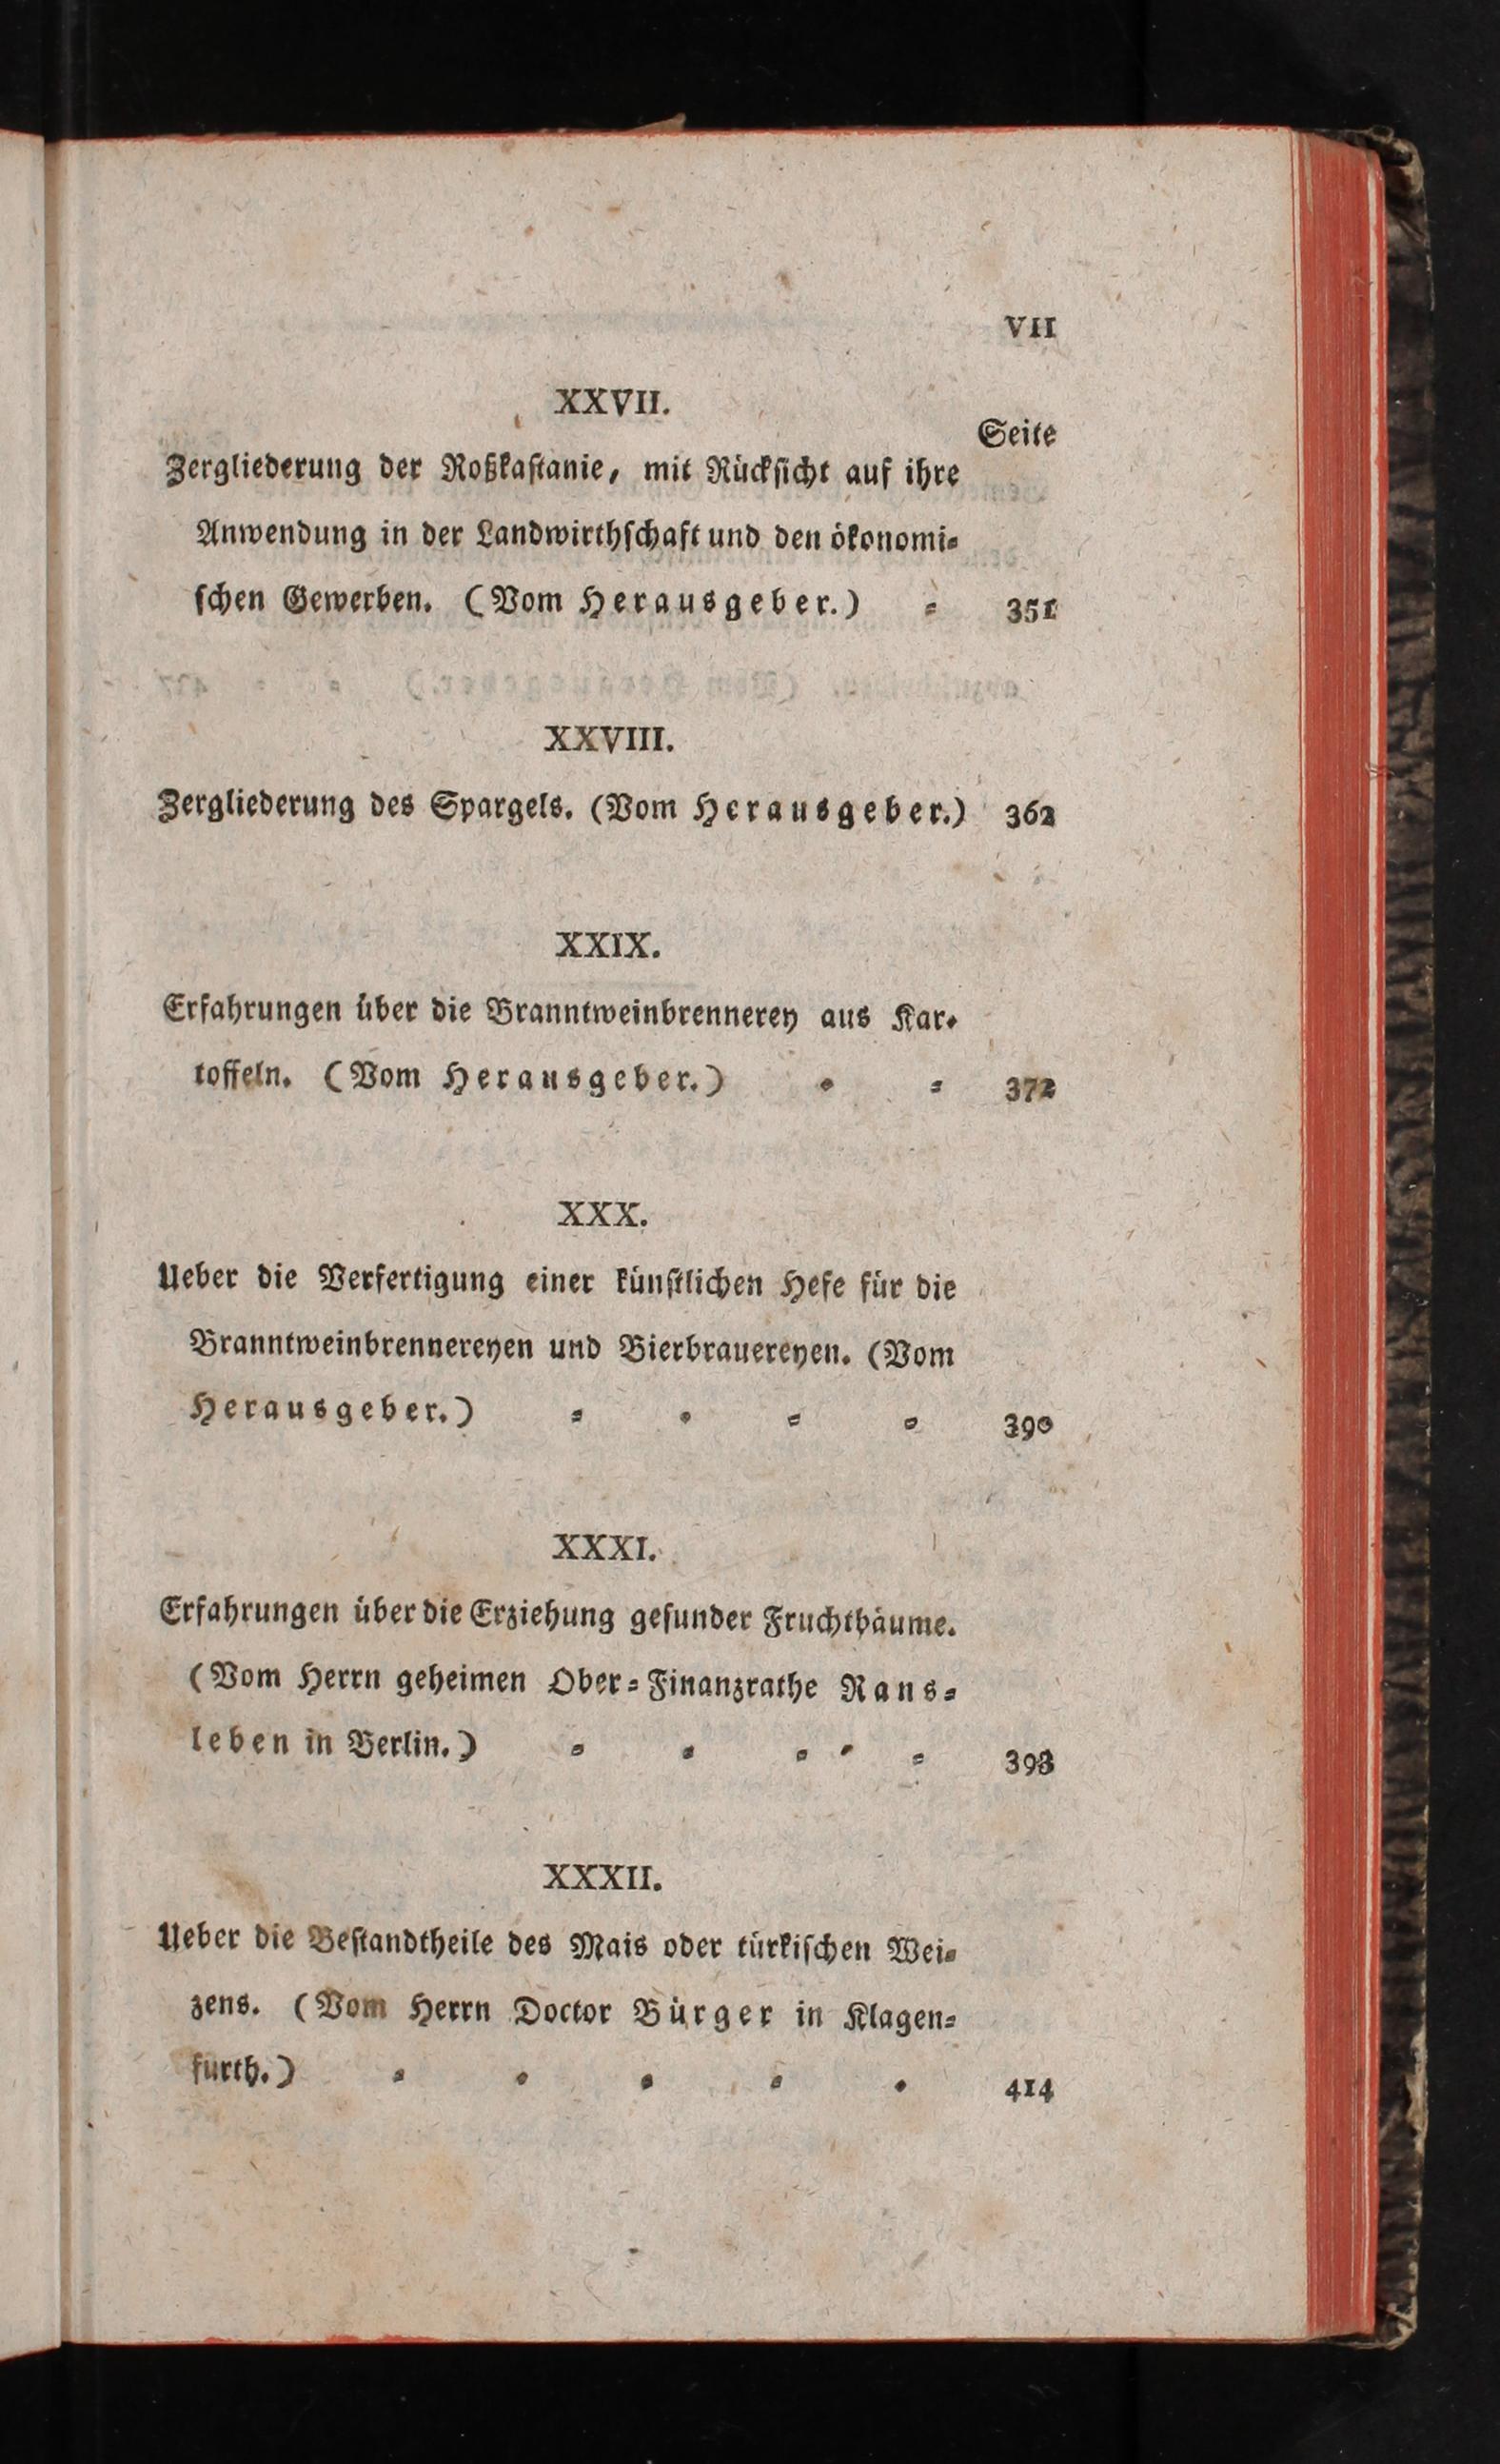 VII
XXVII.
Seite
Zergliederung der Roßkaſtanie, mit Rückſicht auf ihre
Anwendung in der Landwirthſchaft und den ökonomi⸗
ſchen Gewerben. (Vom Herausgeber.) ⸗ 351
XXVIII.
Zergliederung des Spargels. (Vom Herausgeber.) 362
XXIX.
Erfahrungen über die Branntweinbrennerey aus Kar⸗
toffeln. (Vom Herausgeber.) ⸗ ⸗ 372
XXX.
Ueber die Verfertigung einer künſtlichen Hefe für die
Branntweinbrennereyen und Bierbrauereyen. (Vom
Herausgeber.) ⸗ ⸗ ⸗ ⸗ 390
XXXI.
Erfahrungen über die Erziehung geſunder Fruchtbäume.
(Vom Herrn geheimen Ober⸗Finanzrathe Rans⸗
leben in Berlin.) ⸗ ⸗ ⸗ ⸗ 393
XXXII.
Ueber die Beſtandtheile des Mais oder türkiſchen Wei⸗
zens. (Vom Herrn Doctor Bürger in Klagen⸗
furth.) ⸗ ⸗ ⸗ ⸗ ⸗ 414